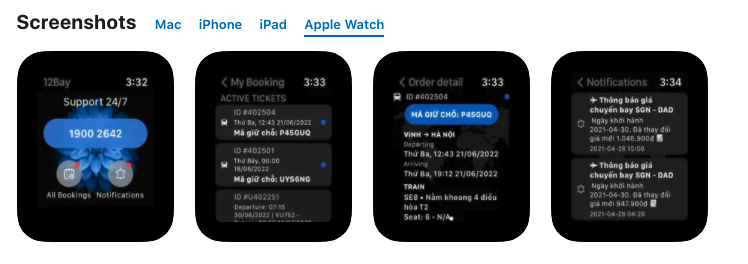 Screenshots Mac iPhone iPad Apple Watch
12Bay 3:32
Support 24/7
1900 2642
All Bookings Notifications
My Booking 3:33
ACTIVE TICKETS
ID #402504
Thứ Ba, 12:43 21/06/2022
Mã giữ chỗ: P45GUQ
ID #402501
Thứ Bảy, 06:00
18/06/2022
Mã giữ chỗ: UYS6NG
ID #U402251
Departure: 07:15
30/06/2022 | VU752 -
Order detail 3:33
ID #402504
MÃ GIỮ CHỖ: P45GUQ
VINH → HÀ NỘI
Departing
Thứ Ba, 12:43 21/06/2022
Arriving
Thứ Ba, 19:12 21/06/2022
TRAIN
SE8 • Nằm khoang 4 điều
hòa T2
Seat: 6 - N/A
Notifications 3:34
Thông báo giá
chuyến bay SGN - DAD
Ngày khởi hành
2021-04-30. Đã thay đổi
giá mới 1.046.900₫
2021-04-28 10:00
Thông báo giá
chuyến bay SGN - DAD
Ngày khởi hành
2021-04-30. Đã thay đổi
giá mới 947.900₫
2021-04-28 04:20